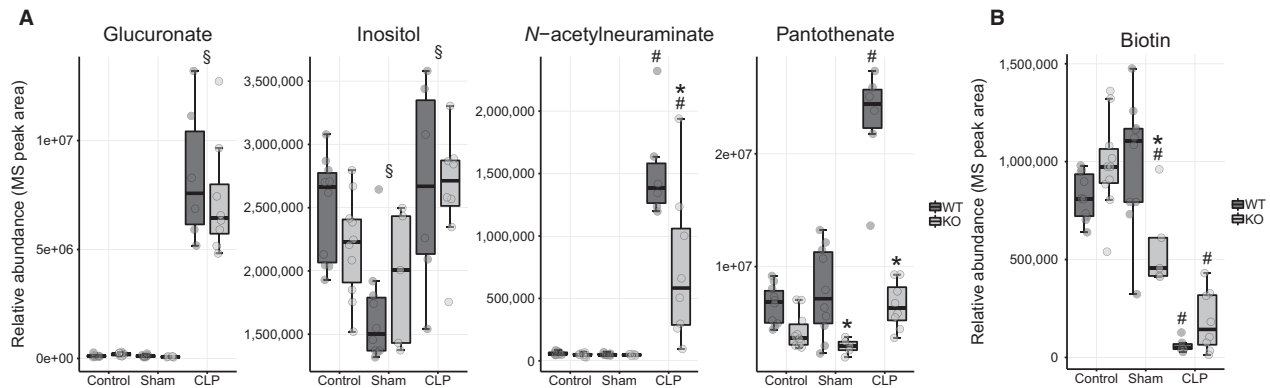 A
B
Glucuronate
Inositol
N−acetylneuraminate
Pantothenate
Biotin
Relative abundance (MS peak area)
1e+07
5e+06
0e+00
§
Control Sham CLP
3,500,000
3,000,000
2,500,000
2,000,000
1,500,000
§
§
Control Sham CLP
2,000,000
1,500,000
1,000,000
500,000
0
#
*
#
Control Sham CLP
2e+07
1e+07
#
*
*
Control Sham CLP
WT
KO
Relative abundance (MS peak area)
1,500,000
1,000,000
500,000
0
*
#
#
#
Control Sham CLP
WT
KO